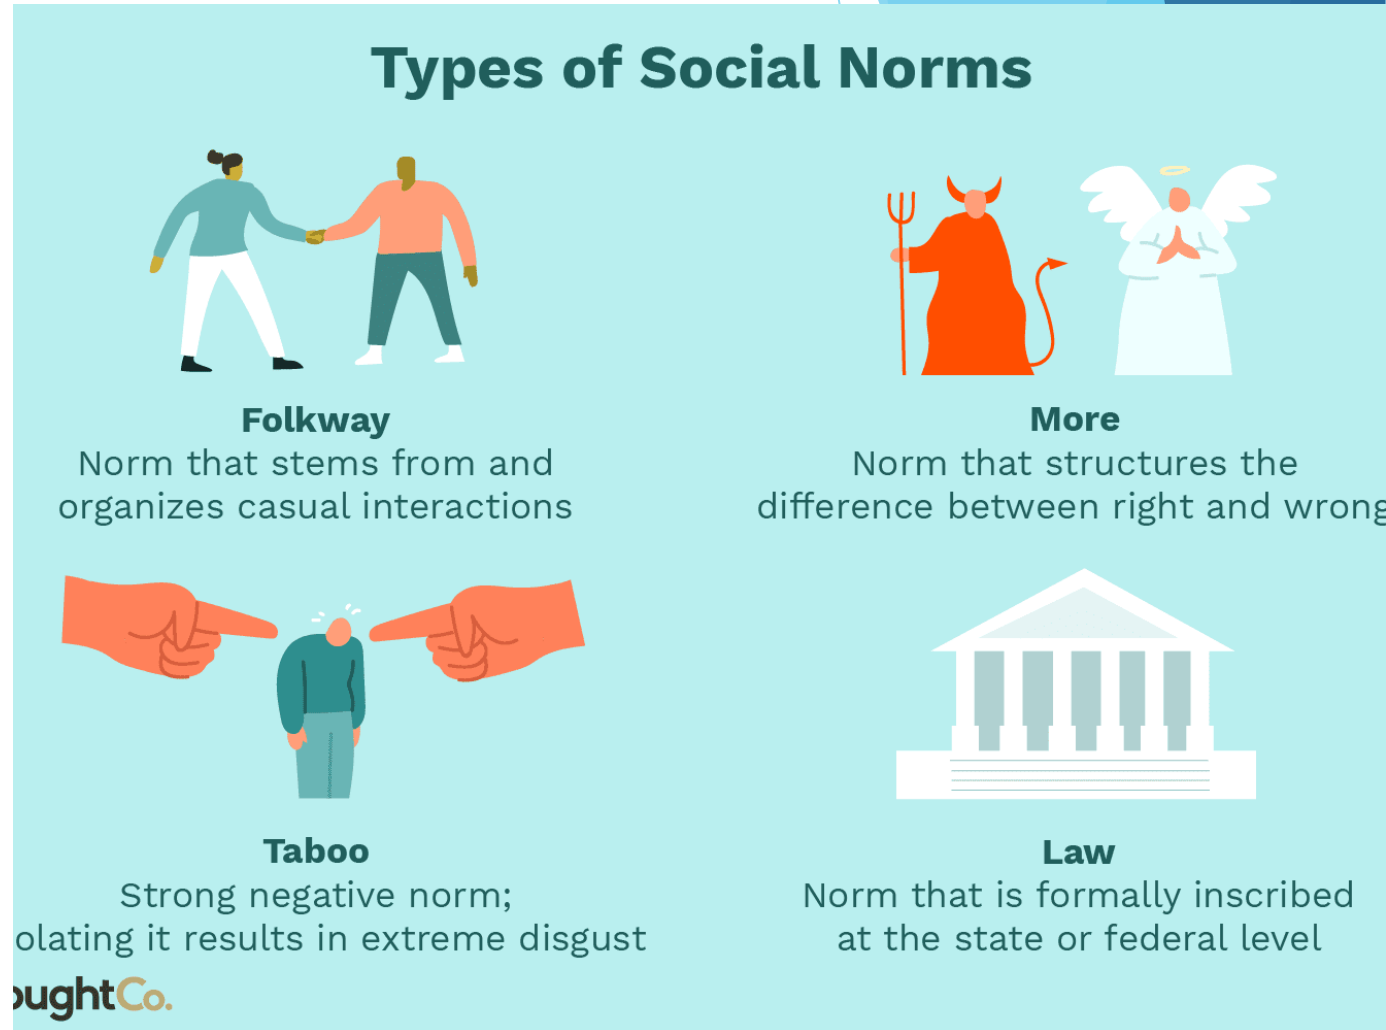 Types of Social Norms
Folkway
Norm that stems from and
organizes casual interactions
More
Norm that structures the
difference between right and wrong
Taboo
Strong negative norm;
olating it results in extreme disgust
Law
Norm that is formally inscribed
at the state or federal level
oughtCo.